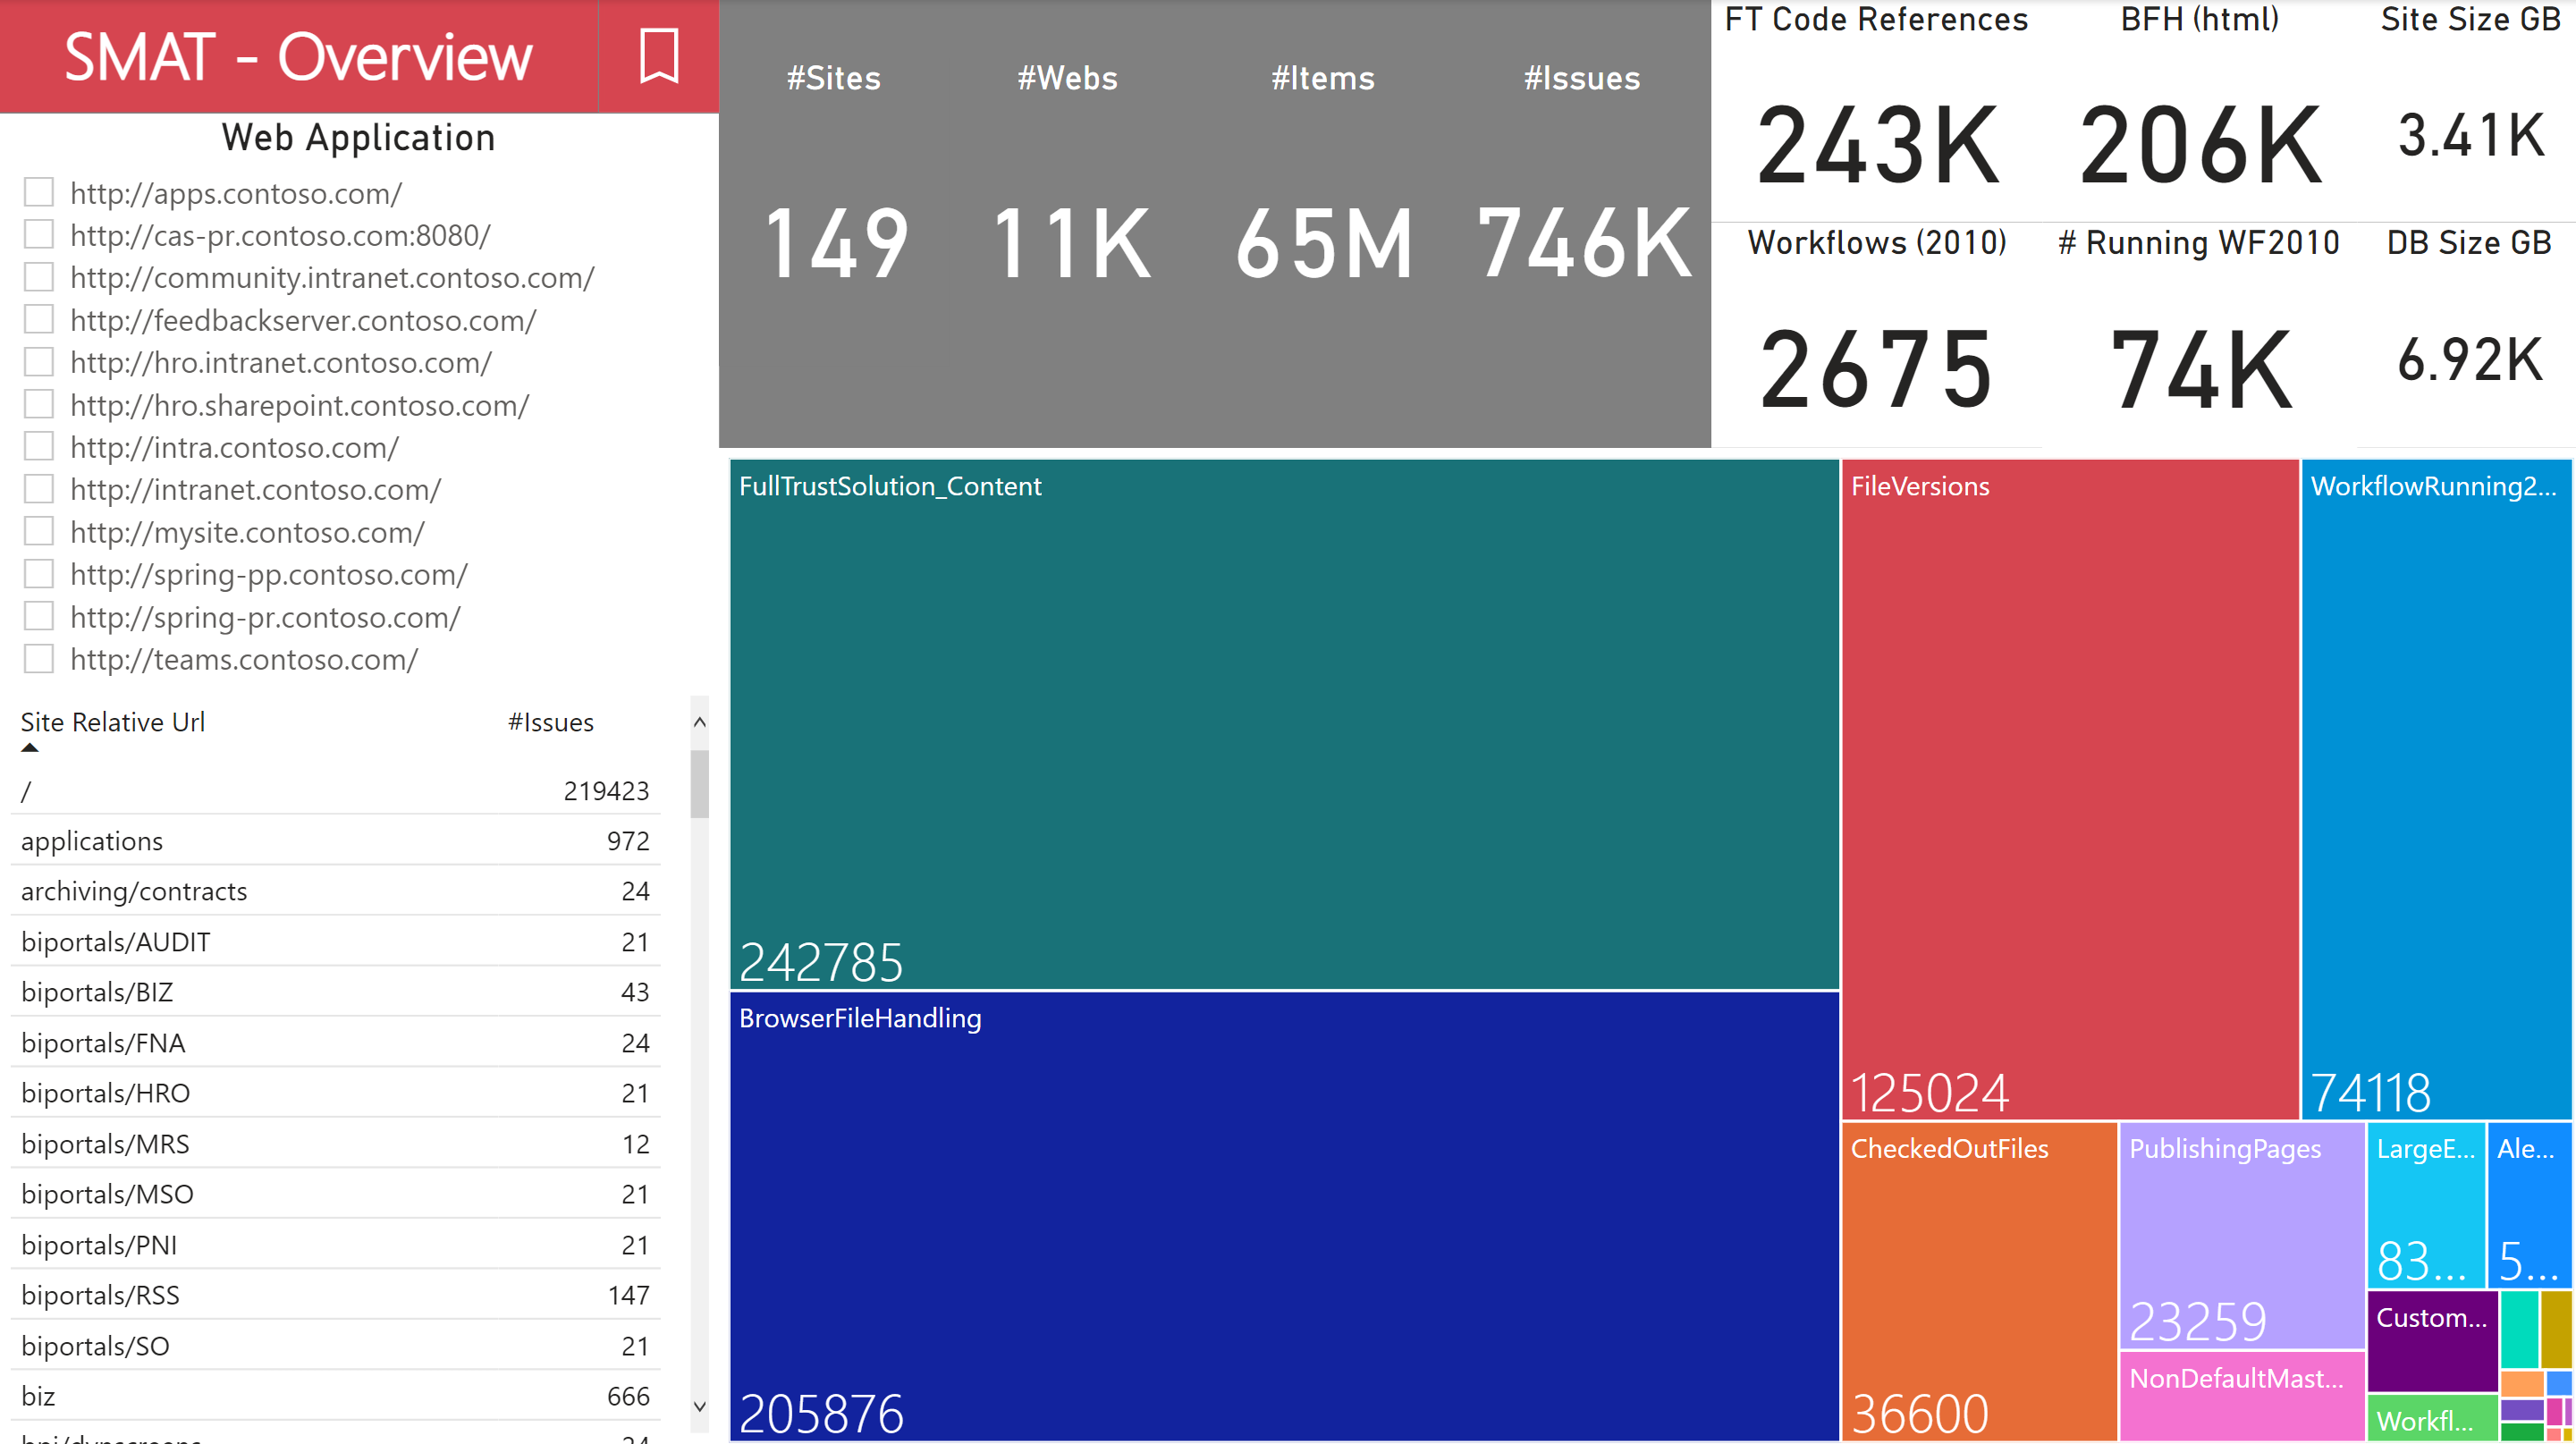 SMAT - Overview
Web Application
http://apps.contoso.com/
http://cas-pr.contoso.com:8080/
http://community.intranet.contoso.com/
http://feedbackserver.contoso.com/
http://hro.intranet.contoso.com/
http://hro.sharepoint.contoso.com/
http://intra.contoso.com/
http://intranet.contoso.com/
http://mysite.contoso.com/
http://spring-pp.contoso.com/
http://spring-pr.contoso.com/
http://teams.contoso.com/
Site Relative Url #Issues
/ 219423
applications 972
archiving/contracts 24
biportals/AUDIT 21
biportals/BIZ 43
biportals/FNA 24
biportals/HRO 21
biportals/MRS 12
biportals/MSO 21
biportals/PNI 21
biportals/RSS 147
biportals/SO 21
biz 666
#Sites #Webs #Items #Issues
149 11K 65M 746K
FT Code References BFH (html) Site Size GB
243K 206K 3.41K
Workflows (2010) # Running WF2010 DB Size GB
2675 74K 6.92K
FullTrustSolution_Content
242785
BrowserFileHandling
205876
FileVersions
125024
WorkflowRunning2...
74118
CheckedOutFiles
36600
PublishingPages
23259
NonDefaultMast...
LargeE...
83...
Ale...
5...
Custom...
Workfl...